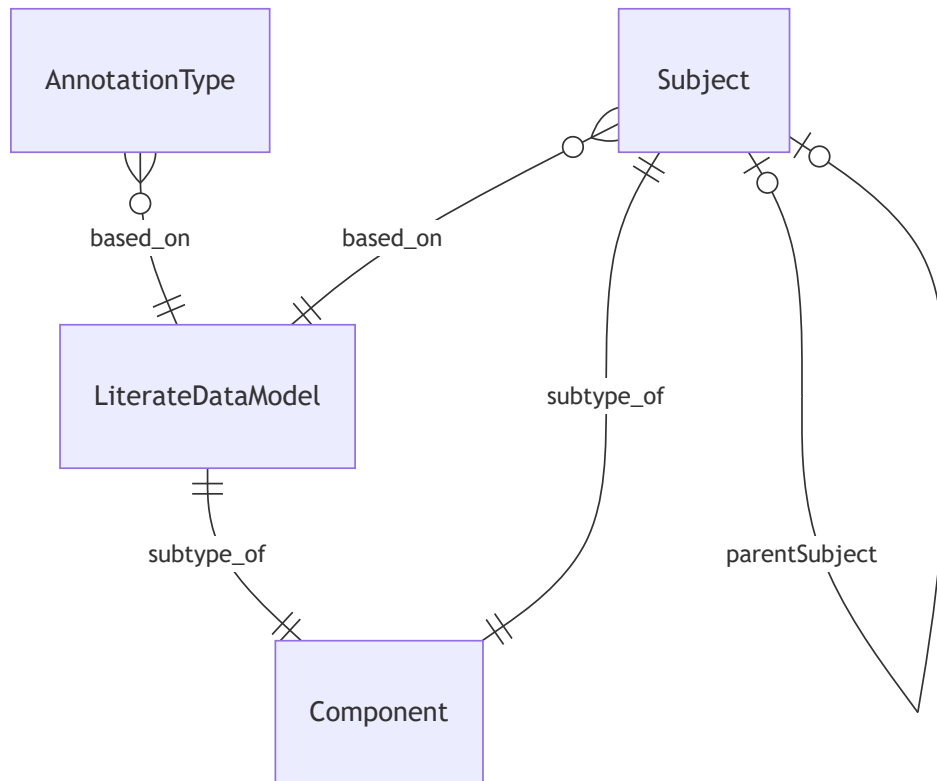 AnnotationType
Subject
based_on
based_on
LiterateDataModel
subtype_of
subtype_of
parentSubject
Component